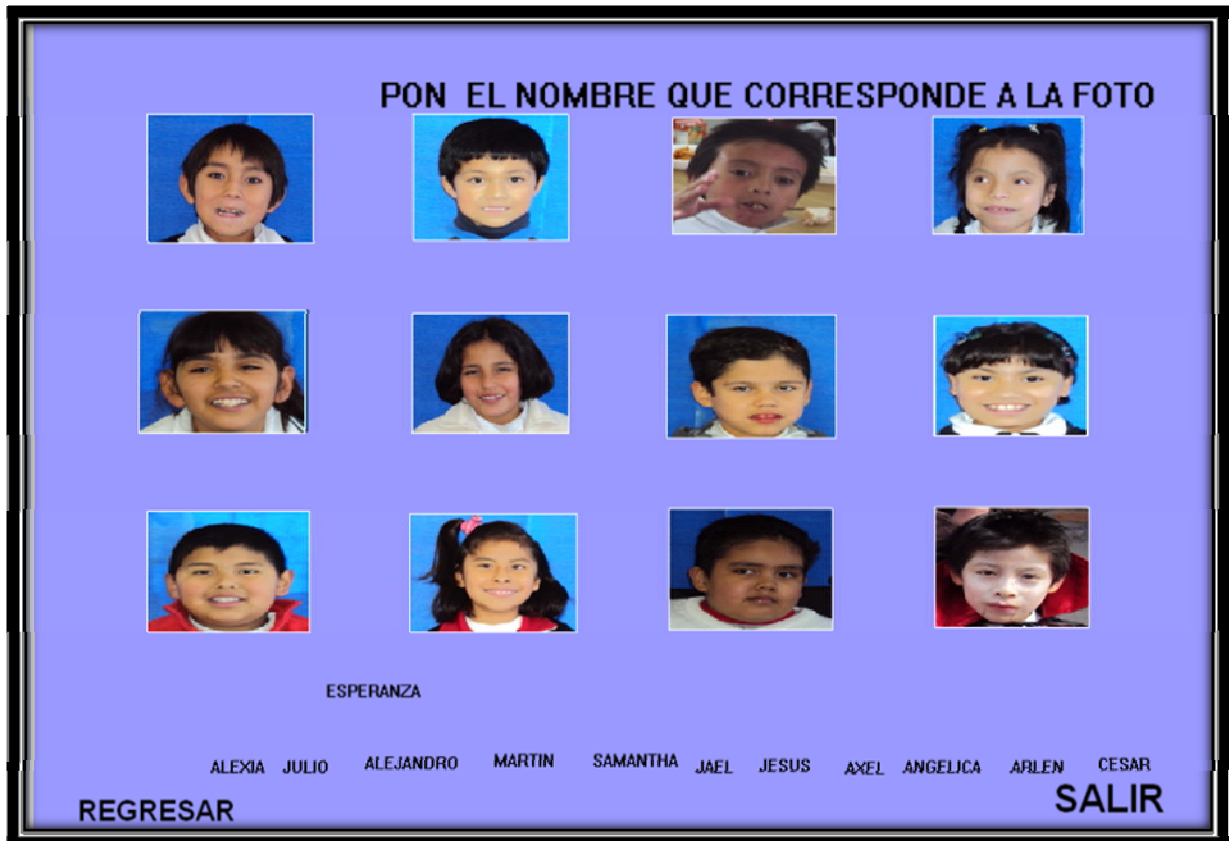 PON EL NOMBRE QUE CORRESPONDE A LA FOTO
ESPERANZA
ALEXIA JULIO ALEJANDRO MARTIN SAMANTHA JAEL JESUS AXEL ANGELICA ARLEN CESAR
REGRESAR SALIR